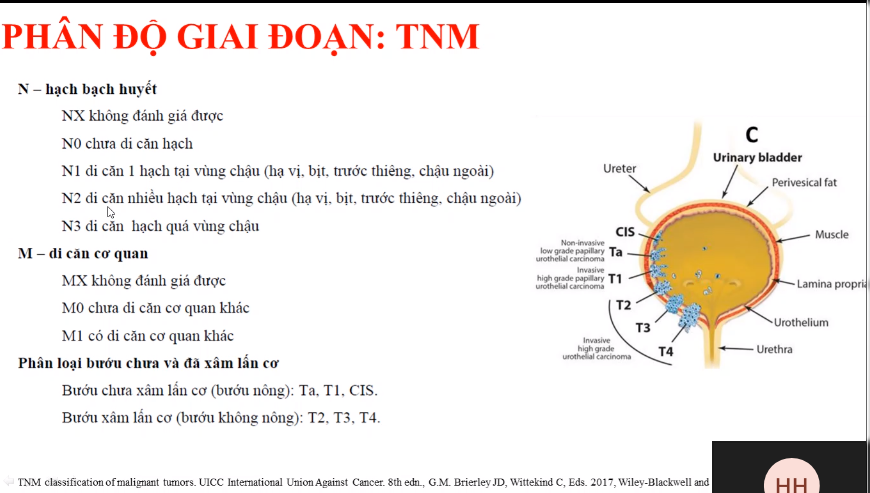 PHÂN ĐỘ GIAI ĐOẠN: TNM
N – hạch bạch huyết
NX không đánh giá được
N0 chưa di căn hạch
N1 di căn 1 hạch tại vùng chậu (hạ vị, bịt, trước thiêng, chậu ngoài)
N2 di căn nhiều hạch tại vùng chậu (hạ vị, bịt, trước thiêng, chậu ngoài)
N3 di căn hạch quá vùng chậu
M – di căn cơ quan
MX không đánh giá được
M0 chưa di căn cơ quan khác
M1 có di căn cơ quan khác
Phân loại bướu chưa và đã xâm lấn cơ
Bướu chưa xâm lấn cơ (bướu nông): Ta, T1, CIS.
Bướu xâm lấn cơ (bướu không nông): T2, T3, T4.
C
Urinary bladder
Ureter
Perivesical fat
CIS
Muscle
Non-invasive
low grade papillary
urothelial carcinoma
Ta
Invasive
high grade papillary
urothelial carcinoma
T1
Lamina propria
T2
Urothelium
T3
Invasive
high grade
urothelial carcinoma
T4
Urethra
TNM classification of malignant tumors. UICC International Union Against Cancer. 8th edn., G.M. Brierley JD, Wittekind C, Eds. 2017, Wiley-Blackwell and
HH